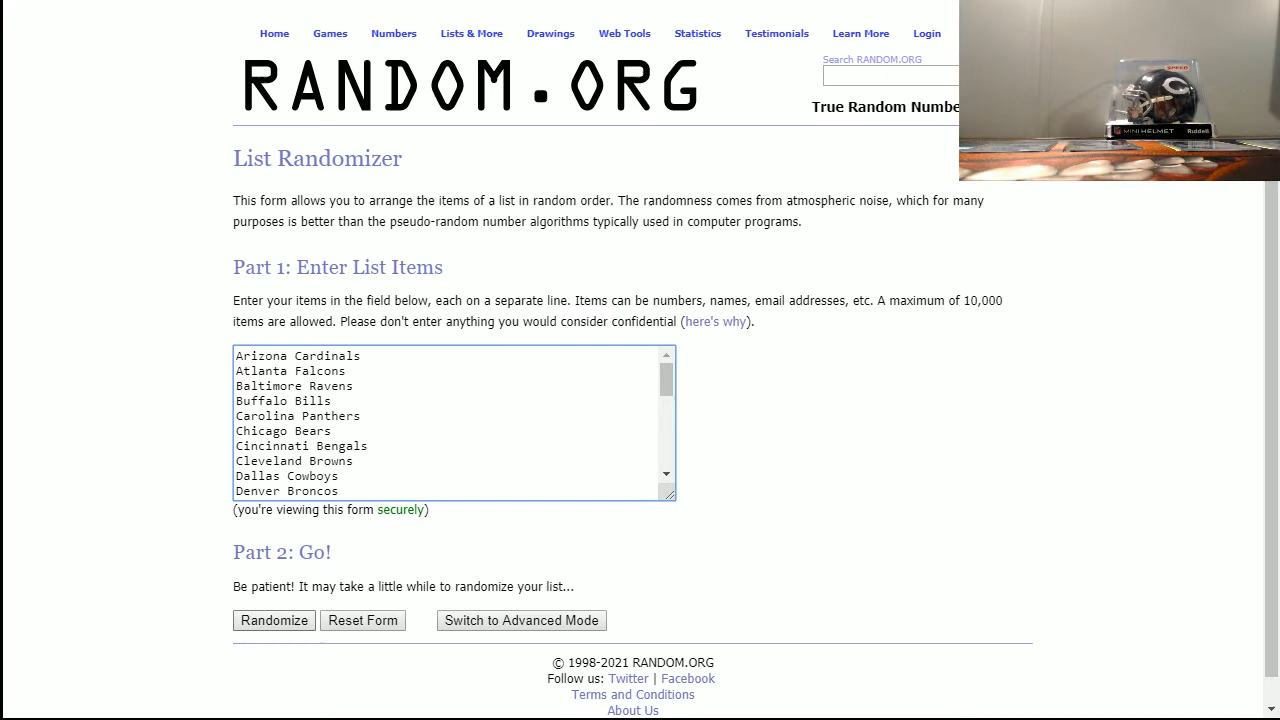 Home Games Numbers Lists & More Drawings Web Tools Statistics Testimonials Learn More Login
RANDOM.ORG
Search RANDOM.ORG
True Random Numbe
SPEED
MINI HELMET Riddell
List Randomizer
This form allows you to arrange the items of a list in random order. The randomness comes from atmospheric noise, which for many
purposes is better than the pseudo-random number algorithms typically used in computer programs.
Part 1: Enter List Items
Enter your items in the field below, each on a separate line. Items can be numbers, names, email addresses, etc. A maximum of 10,000
items are allowed. Please don't enter anything you would consider confidential (here's why).
Arizona Cardinals
Atlanta Falcons
Baltimore Ravens
Buffalo Bills
Carolina Panthers
Chicago Bears
Cincinnati Bengals
Cleveland Browns
Dallas Cowboys
Denver Broncos
(you're viewing this form securely)
Part 2: Go!
Be patient! It may take a little while to randomize your list...
Randomize Reset Form Switch to Advanced Mode
© 1998-2021 RANDOM.ORG
Follow us: Twitter | Facebook
Terms and Conditions
About Us